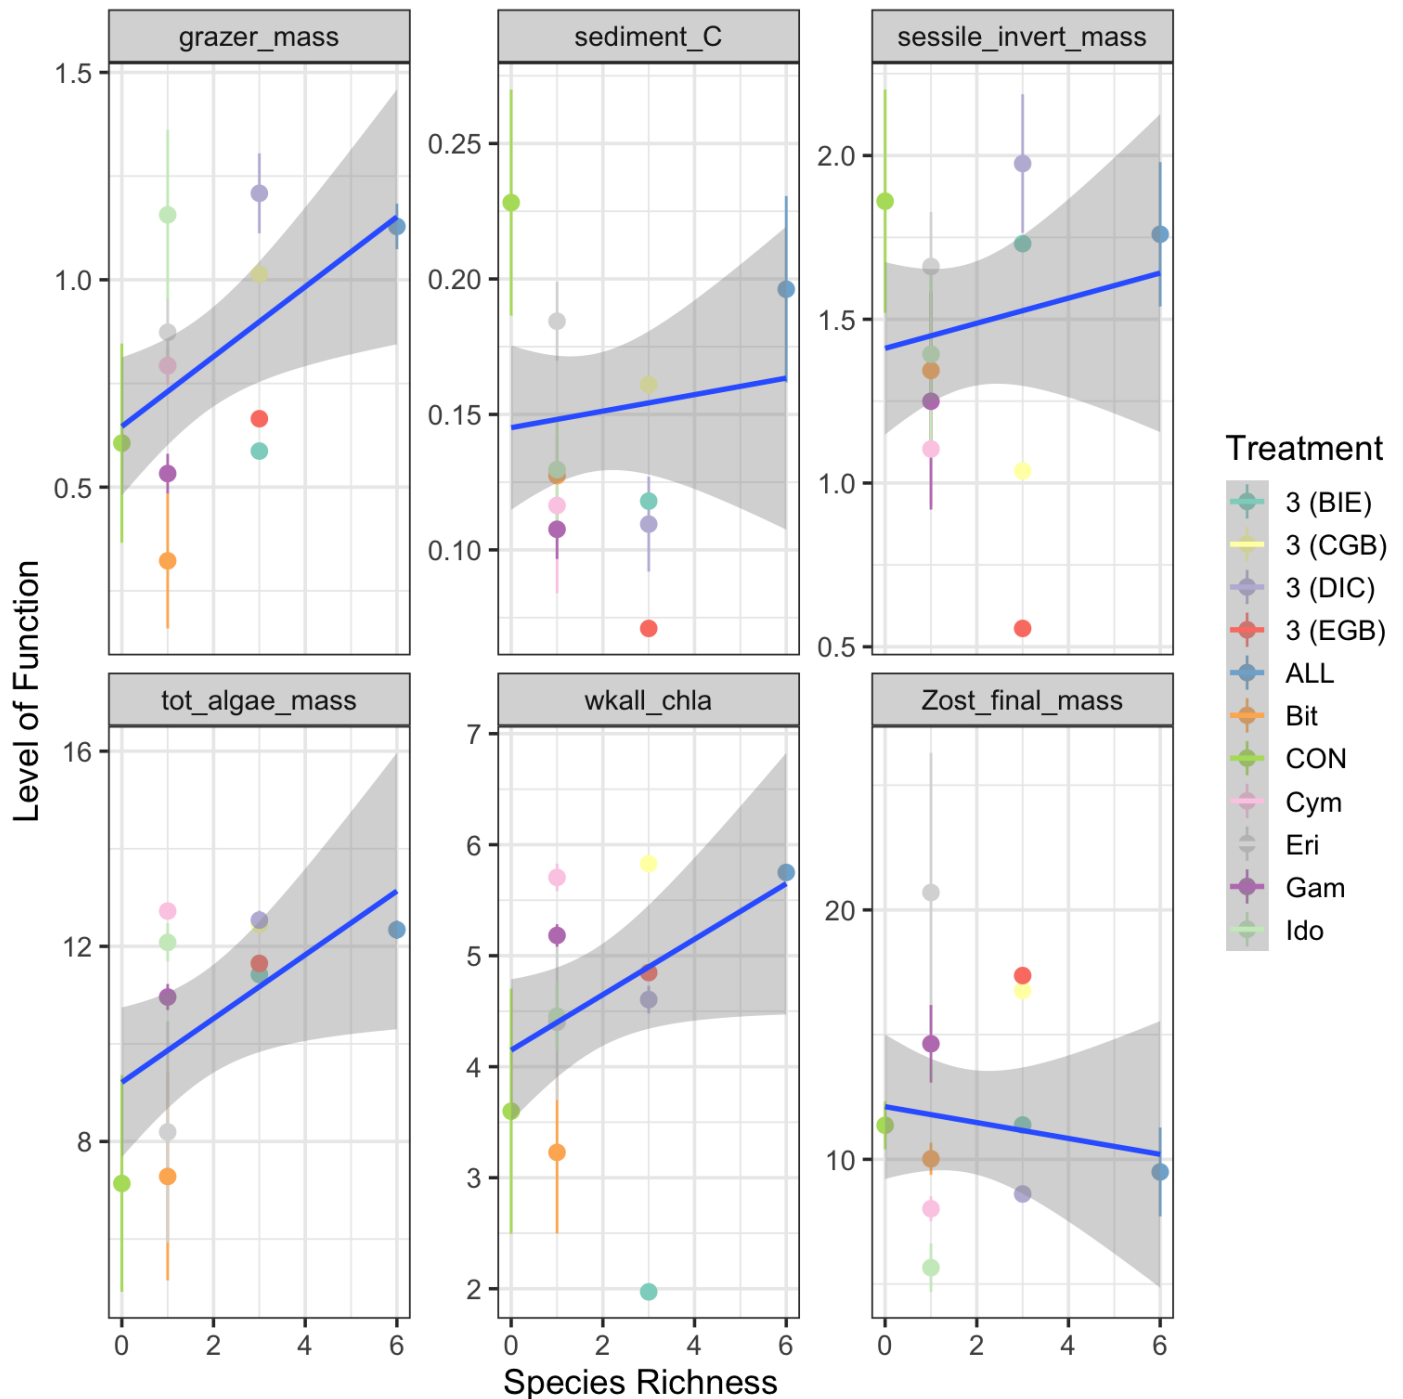 grazer_mass
sediment_C
sessile_invert_mass
1.5
1.0
0.5
0.25
0.20
0.15
0.10
2.0
1.5
1.0
0.5
Level of Function
tot_algae_mass
wkall_chla
Zost_final_mass
16
12
8
7
6
5
4
3
2
20
10
0 2 4 6
0 2 4 6
0 2 4 6
Species Richness
Treatment
3 (BIE)
3 (CGB)
3 (DIC)
3 (EGB)
ALL
Bit
CON
Cym
Eri
Gam
Ido